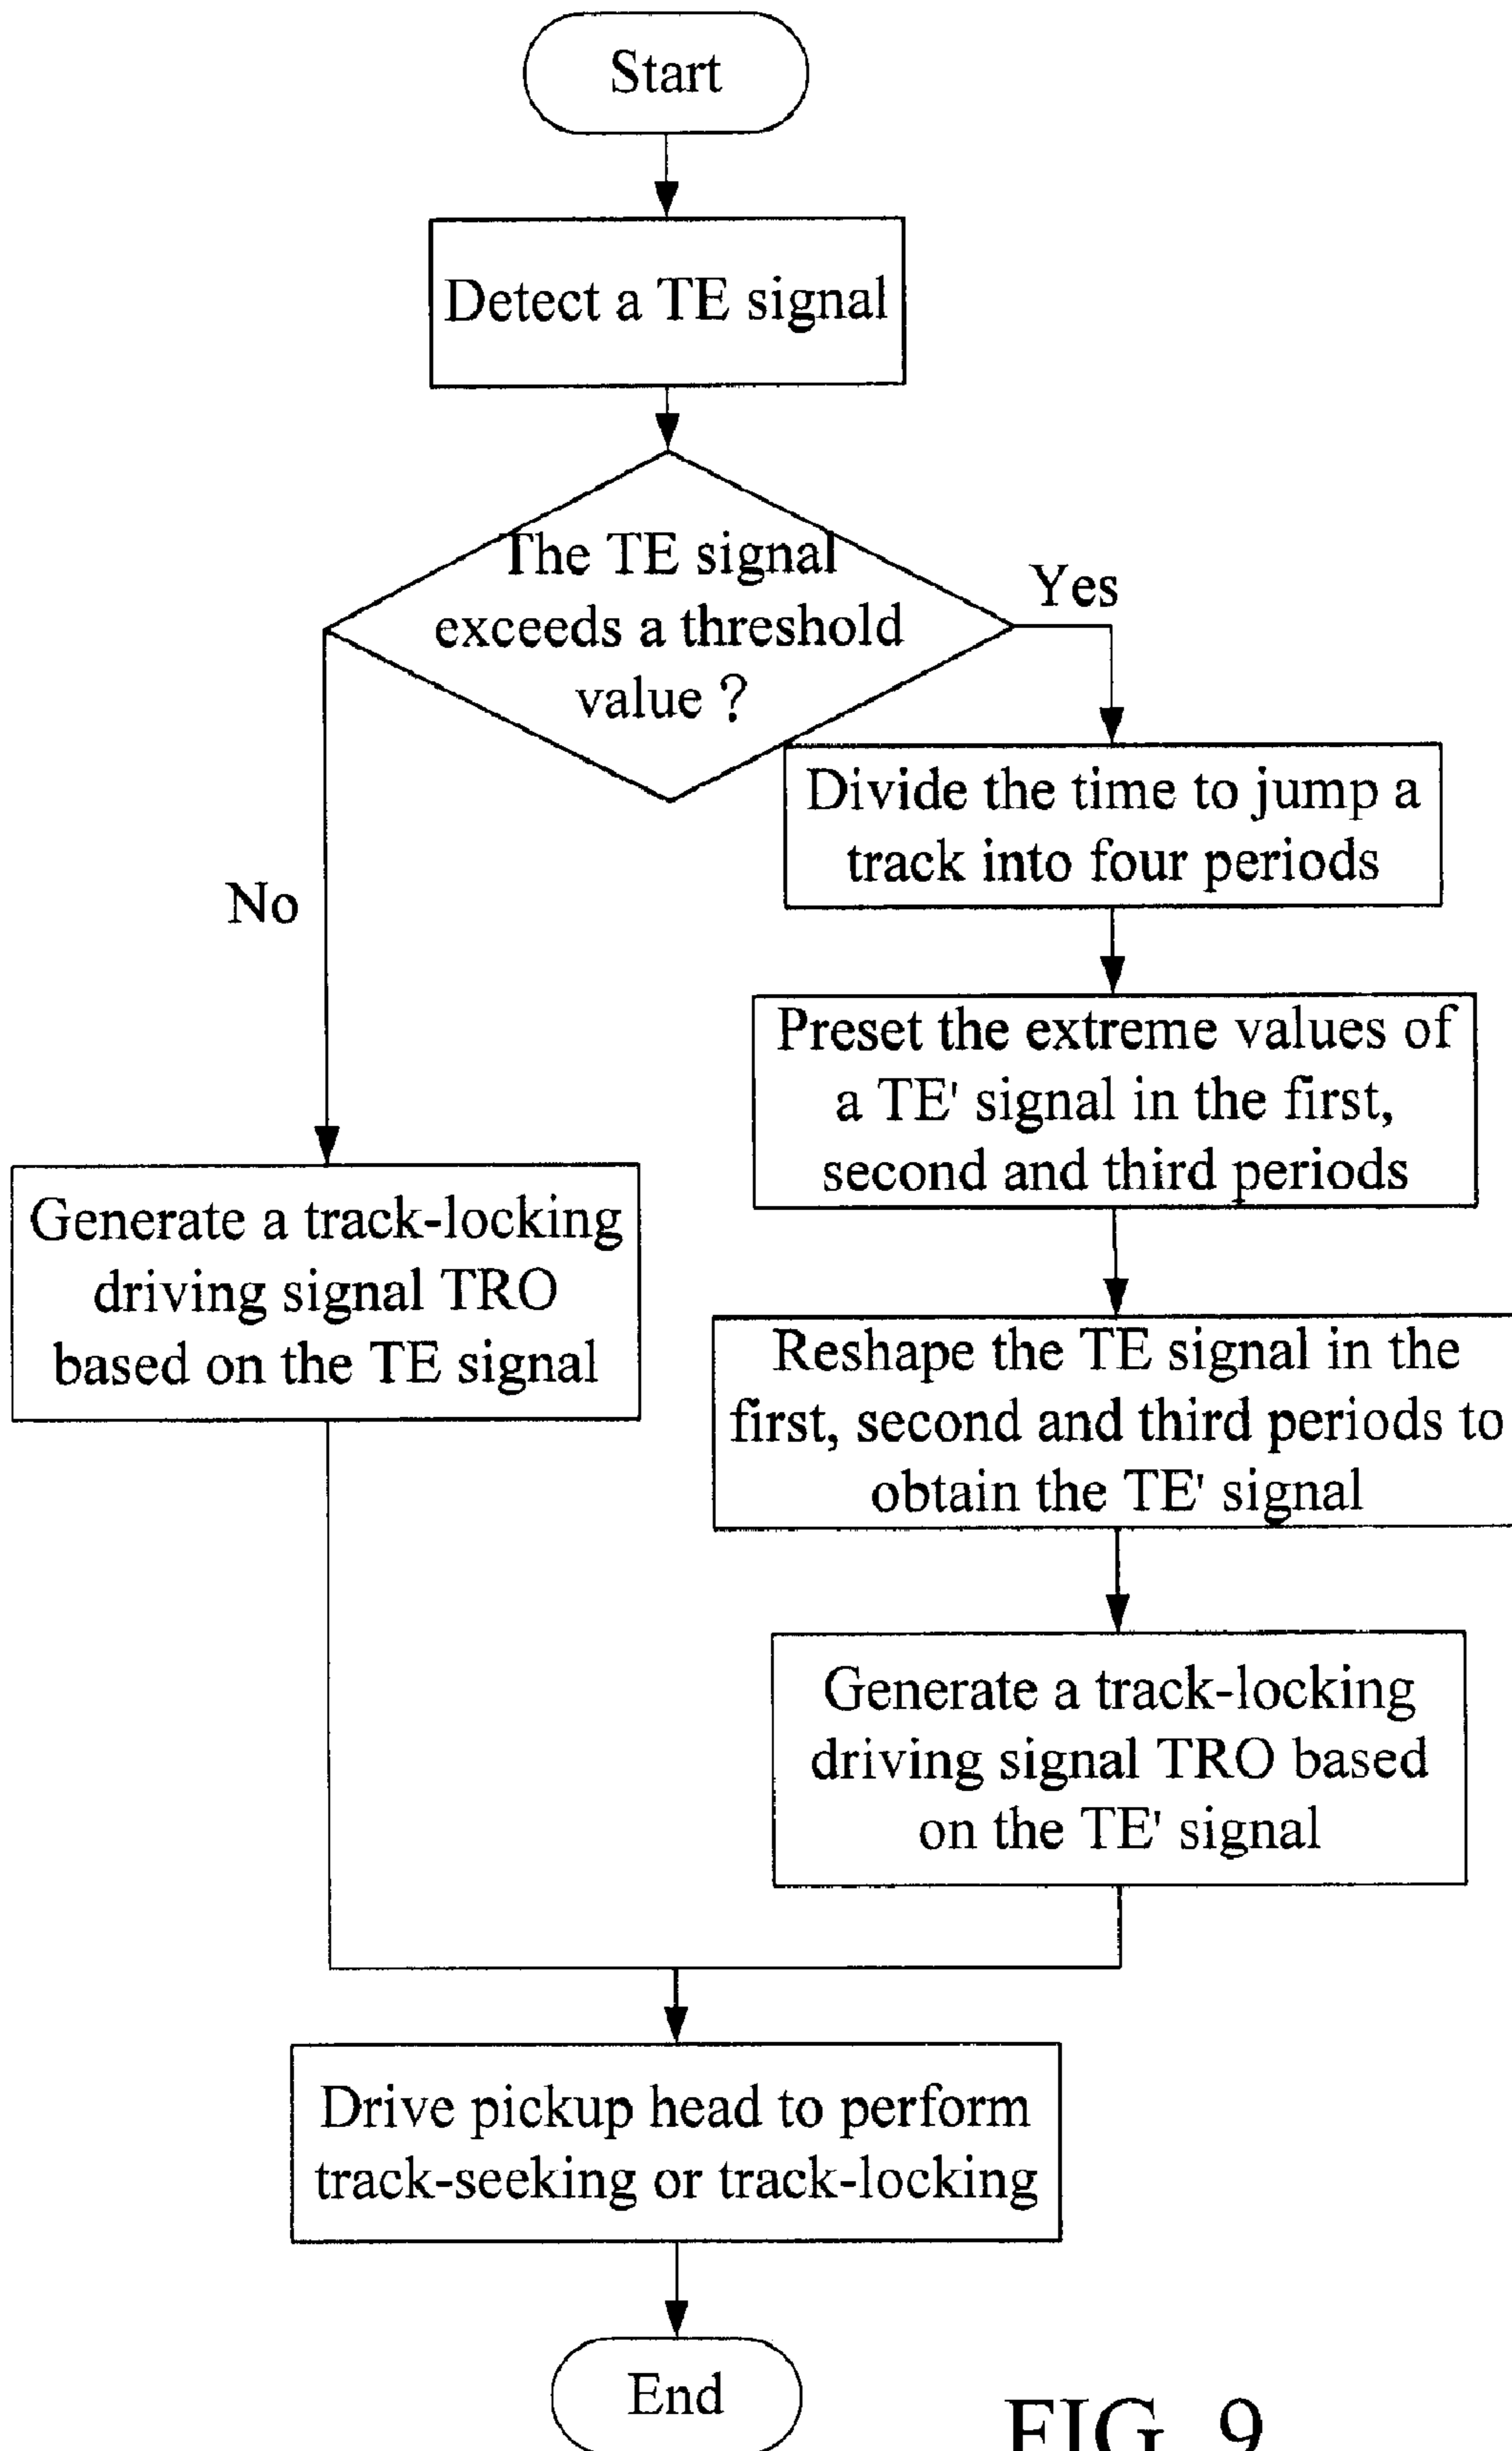 Start
Detect a TE signal
The TE signal
exceeds a threshold
value ?
Yes
No
Divide the time to jump a
track into four periods
Preset the extreme values of
a TE' signal in the first,
second and third periods
Generate a track-locking
driving signal TRO
based on the TE signal
Reshape the TE signal in the
first, second and third periods to
obtain the TE' signal
Generate a track-locking
driving signal TRO based
on the TE' signal
Drive pickup head to perform
track-seeking or track-locking
End
FIG. 9